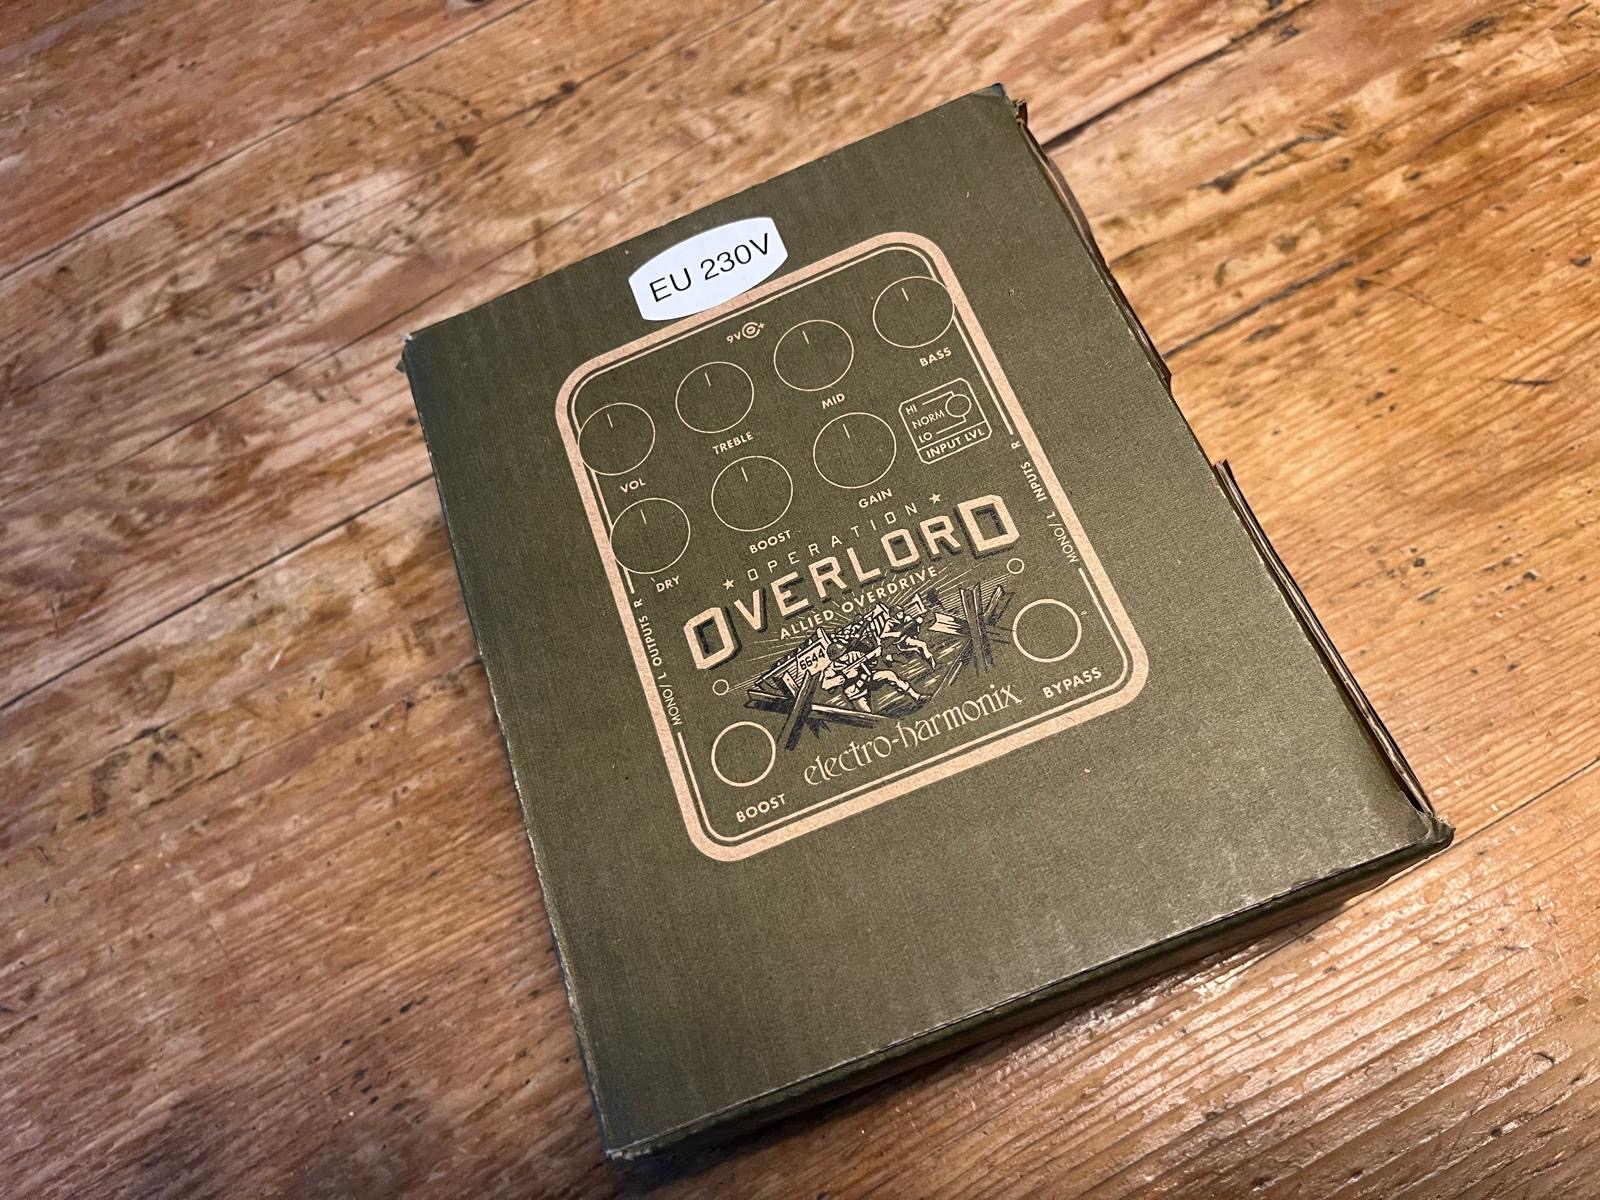 EU 230V
9V - +
BASS
MID
TREBLE
VOL
HI
NORM
LO
INPUT LVL
GAIN
BOOST
DRY
MONO/L INPUTS R
MONO/L OUTPUTS R
★ OPERATION ★
OVERLORD
ALLIED OVERDRIVE
6644
electro-harmonix
BYPASS
BOOST